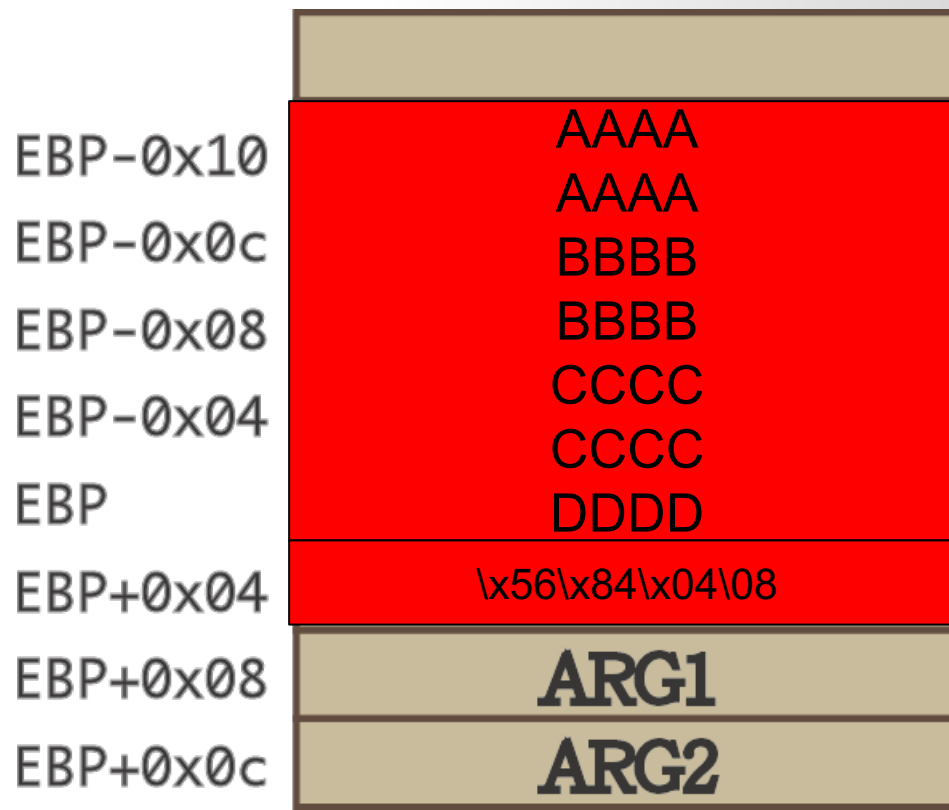 EBP-0x10
AAAA
AAAA
EBP-0x0c
BBBB
EBP-0x08
BBBB
CCCC
EBP-0x04
CCCC
EBP
DDDD
EBP+0x04
\x56\x84\x04\08
EBP+0x08
ARG1
EBP+0x0c
ARG2